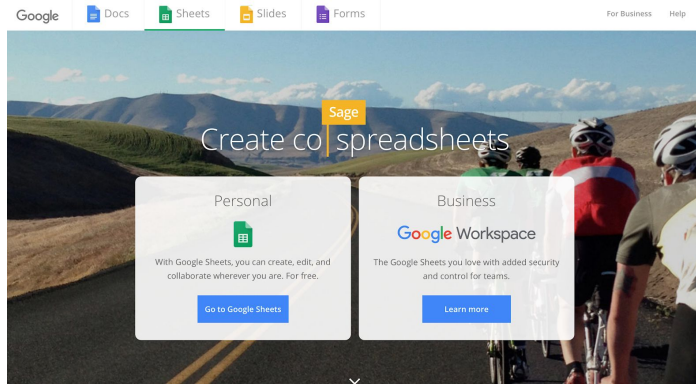 Google
Docs
Sheets
Slides
Forms
For Business
Help
Sage
Create co spreadsheets
Personal
With Google Sheets, you can create, edit, and
collaborate wherever you are. For free.
Go to Google Sheets
Business
Google Workspace
The Google Sheets you love with added security
and control for teams.
Learn more